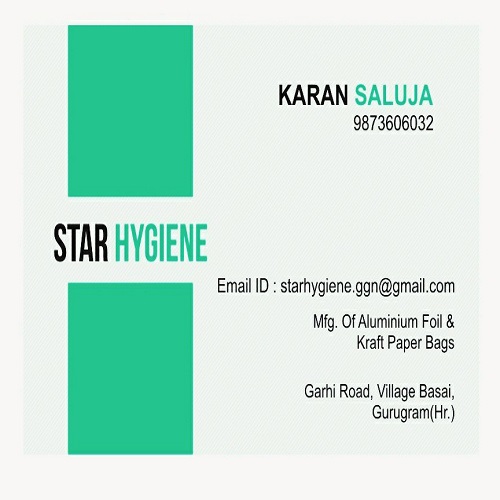 KARAN SALUJA
9873606032
STAR HYGIENE
Email ID : starhygiene.ggn@gmail.com
Mfg. Of Aluminium Foil &
Kraft Paper Bags
Garhi Road, Village Basai,
Gurugram(Hr.)